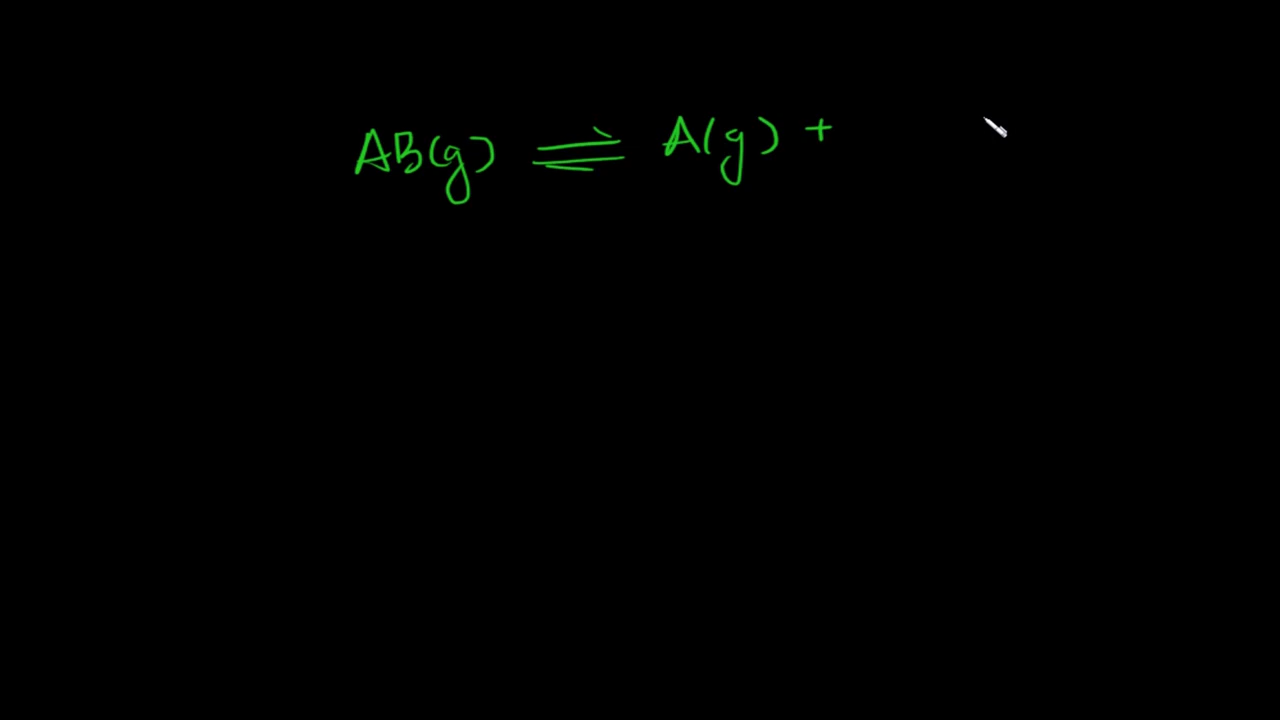 AB(g) ⇌ A(g) +